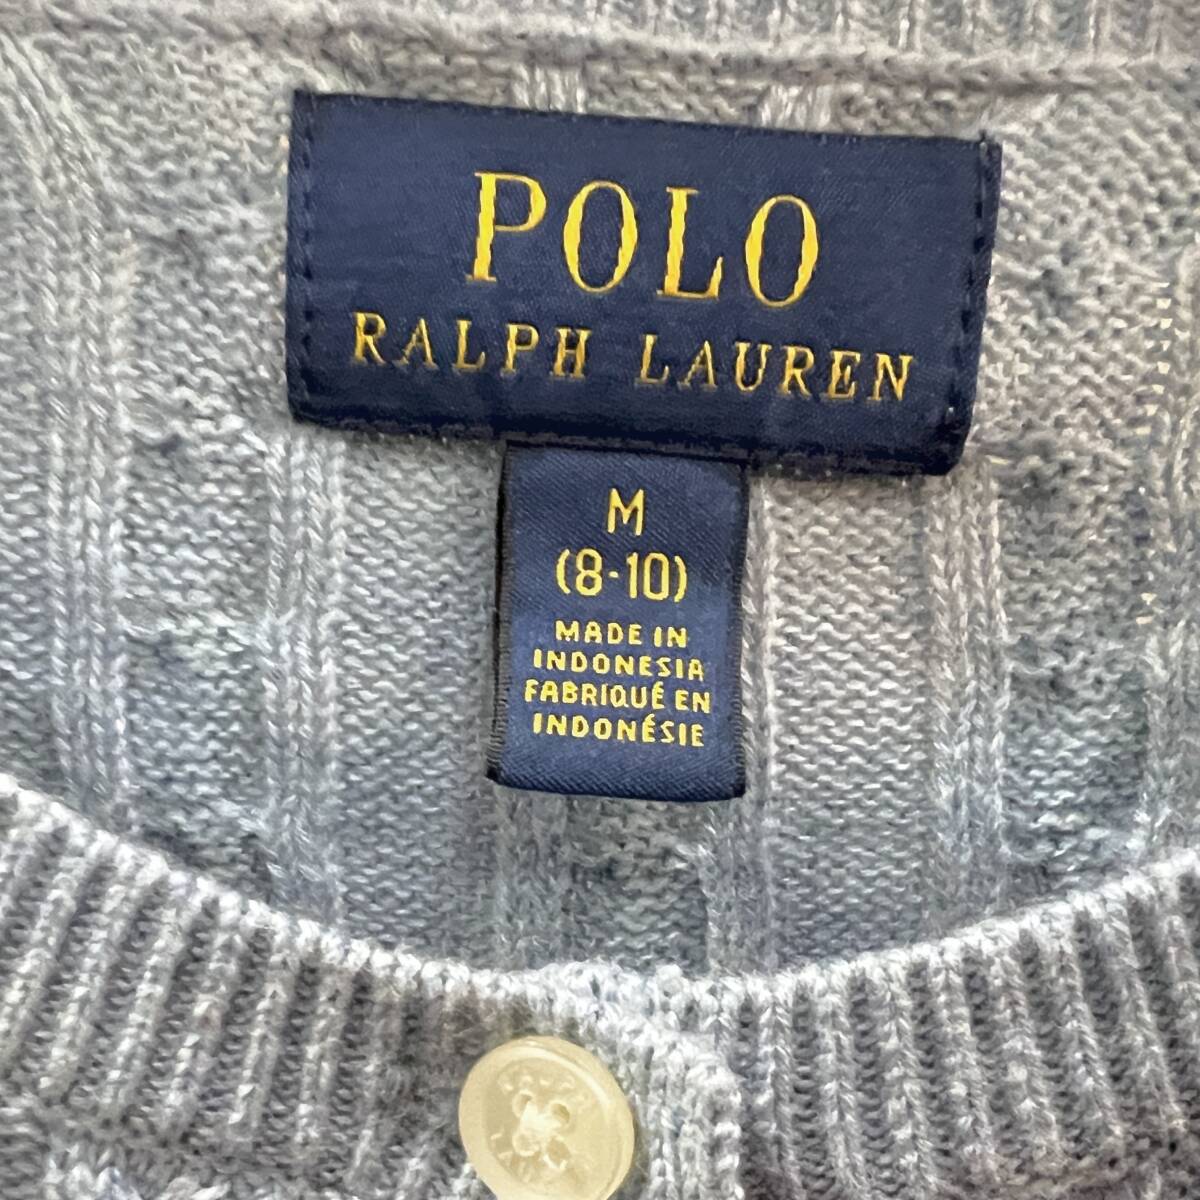 POLO
RALPH LAUREN
M
(8-10)
MADE IN
INDONESIA
FABRIQUÉ EN
INDONÉSIE